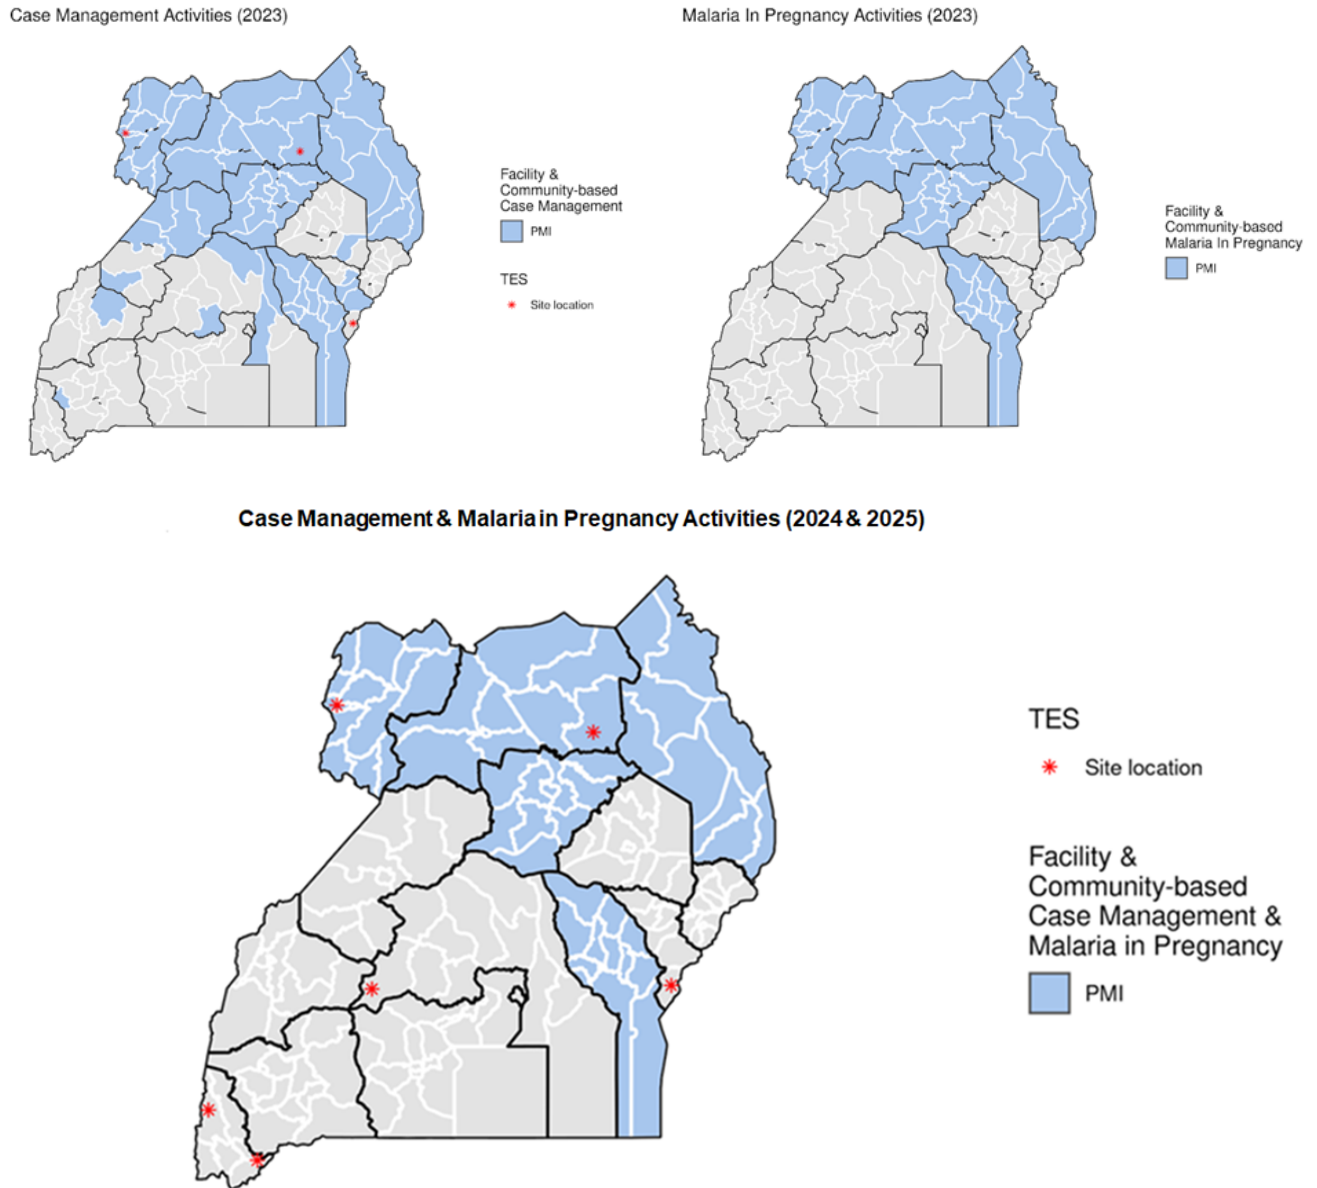 Case Management Activities (2023)
Malaria In Pregnancy Activities (2023)
Facility &
Community-based
Case Management
PMI
TES
Site location
Facility &
Community-based
Malaria In Pregnancy
PMI
Case Management & Malaria in Pregnancy Activities (2024 & 2025)
TES
Site location
Facility &
Community-based
Case Management &
Malaria in Pregnancy
PMI